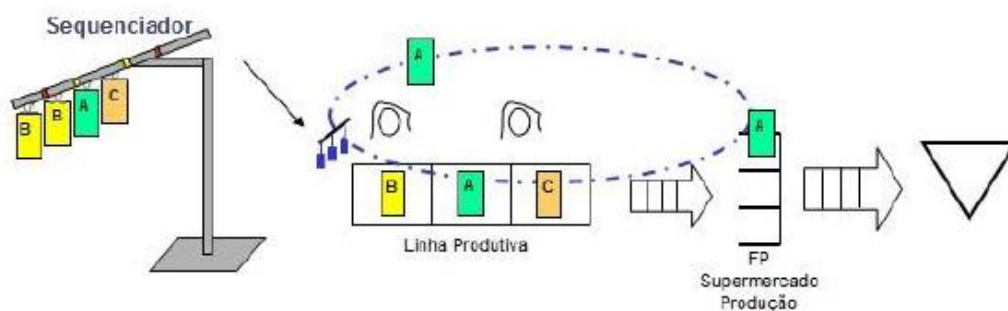 Sequenciador
B
B
A
C
A
A
B
A
C
Linha Produtiva
FP
Supermercado
Produção